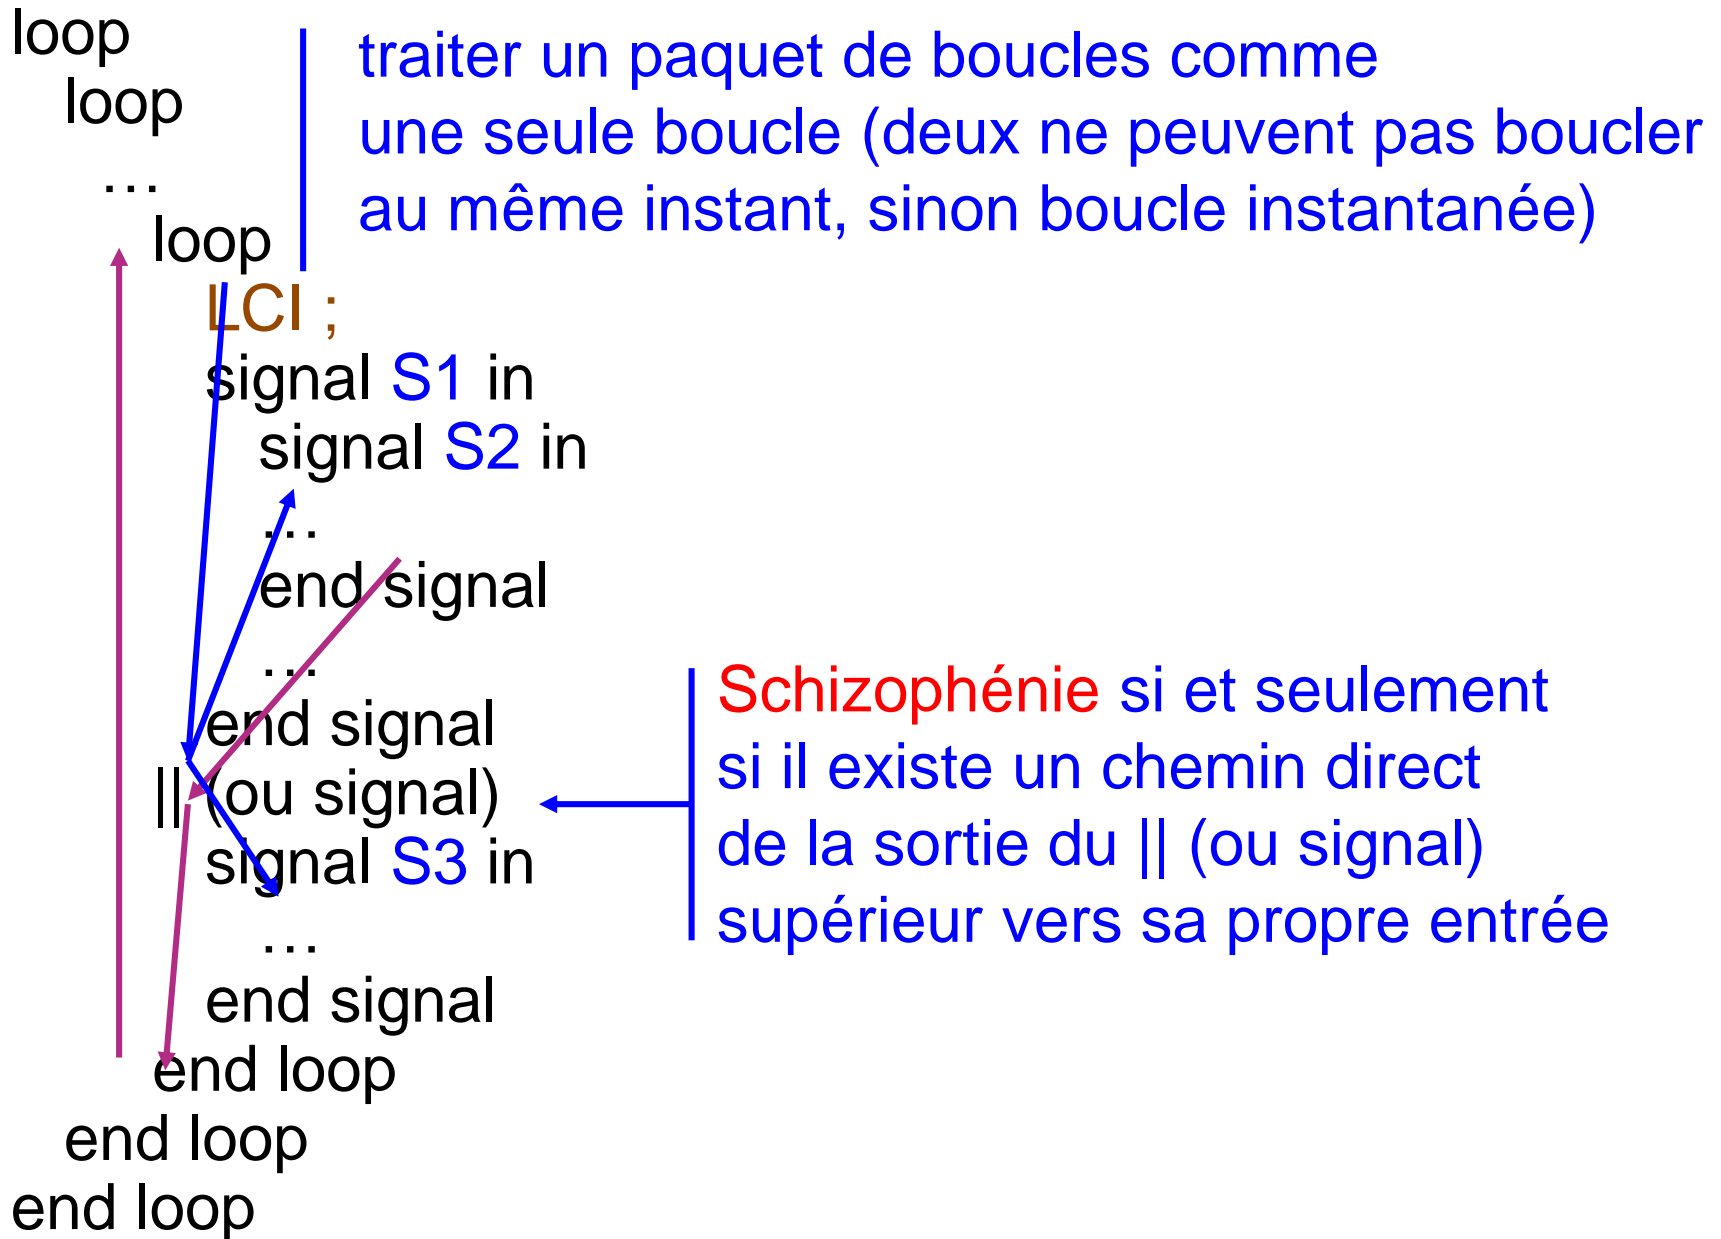 loop
loop
…
loop
LCI ;
signal S1 in
signal S2 in
…
end signal
…
end signal
|| (ou signal)
signal S3 in
…
end signal
end loop
end loop
end loop
traiter un paquet de boucles comme
une seule boucle (deux ne peuvent pas boucler
au même instant, sinon boucle instantanée)
Schizophénie si et seulement
si il existe un chemin direct
de la sortie du || (ou signal)
supérieur vers sa propre entrée